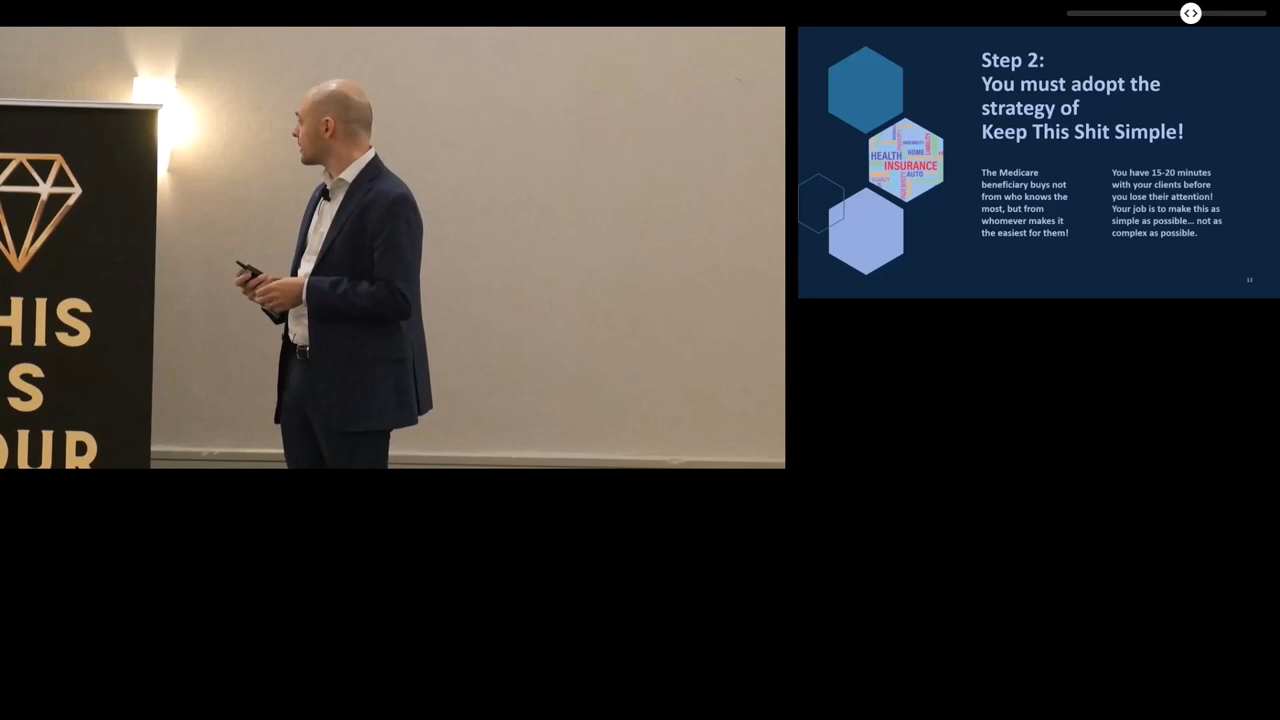 HIS
S
OUR
Step 2:
You must adopt the
strategy of
Keep This Shit Simple!
HEALTH
HOME
INSURANCE
AUTO
The Medicare
beneficiary buys not
from who knows the
most, but from
whomever makes it
the easiest for them!
You have 15-20 minutes
with your clients before
you lose their attention!
Your job is to make this as
simple as possible... not as
complex as possible.
13